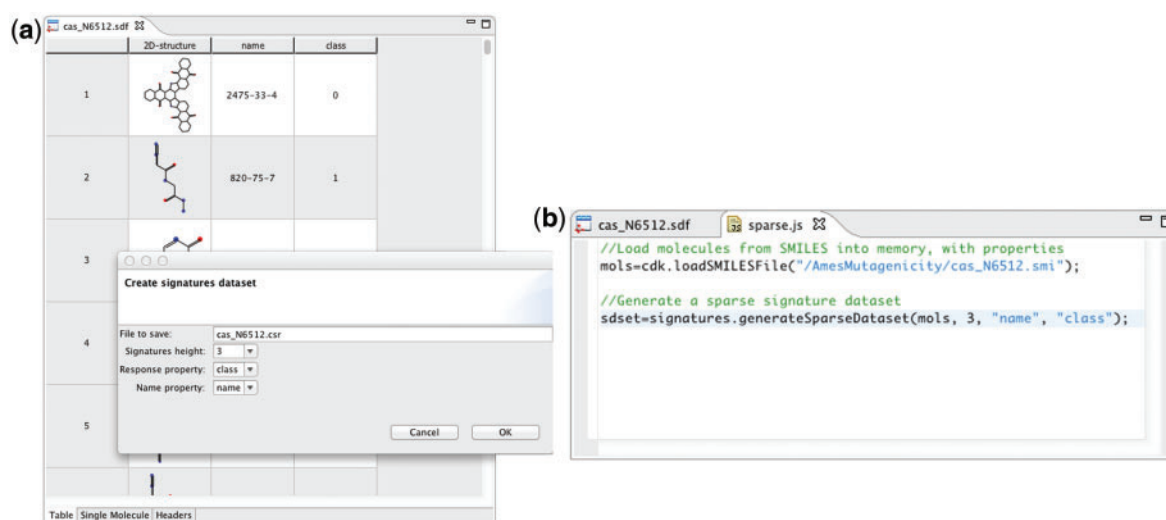 (a)
cas_N6512.sdf
2D-structure name class
1 2475-33-4 0
2 820-75-7 1
3
Create signatures dataset
File to save: cas_N6512.csr
4 Signatures height: 3
Response property: class
Name property: name
5 Cancel OK
Table Single Molecule Headers
(b)
cas_N6512.sdf sparse.js
//Load molecules from SMILES into memory, with properties
mols=cdk.loadSMILESFile("/AmesMutagenicity/cas_N6512.smi");
//Generate a sparse signature dataset
sdset=signatures.generateSparseDataset(mols, 3, "name", "class");